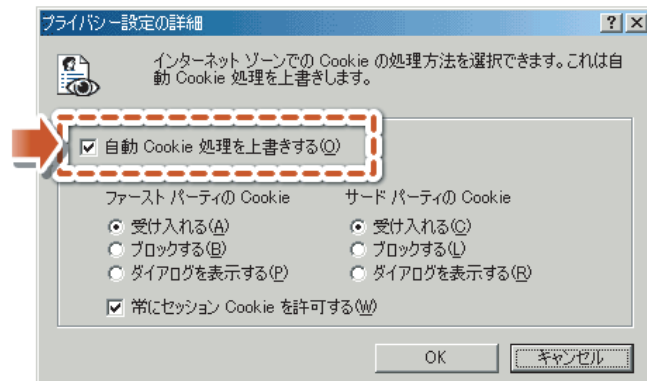 プライバシー設定の詳細
インターネット ゾーンでの Cookie の処理方法を選択できます。これは自
動 Cookie 処理を上書きします。
自動 Cookie 処理を上書きする(O)
ファースト パーティの Cookie サード パーティの Cookie
受け入れる(A) 受け入れる(C)
ブロックする(B) ブロックする(L)
ダイアログを表示する(P) ダイアログを表示する(R)
常にセッション Cookie を許可する(W)
OK キャンセル